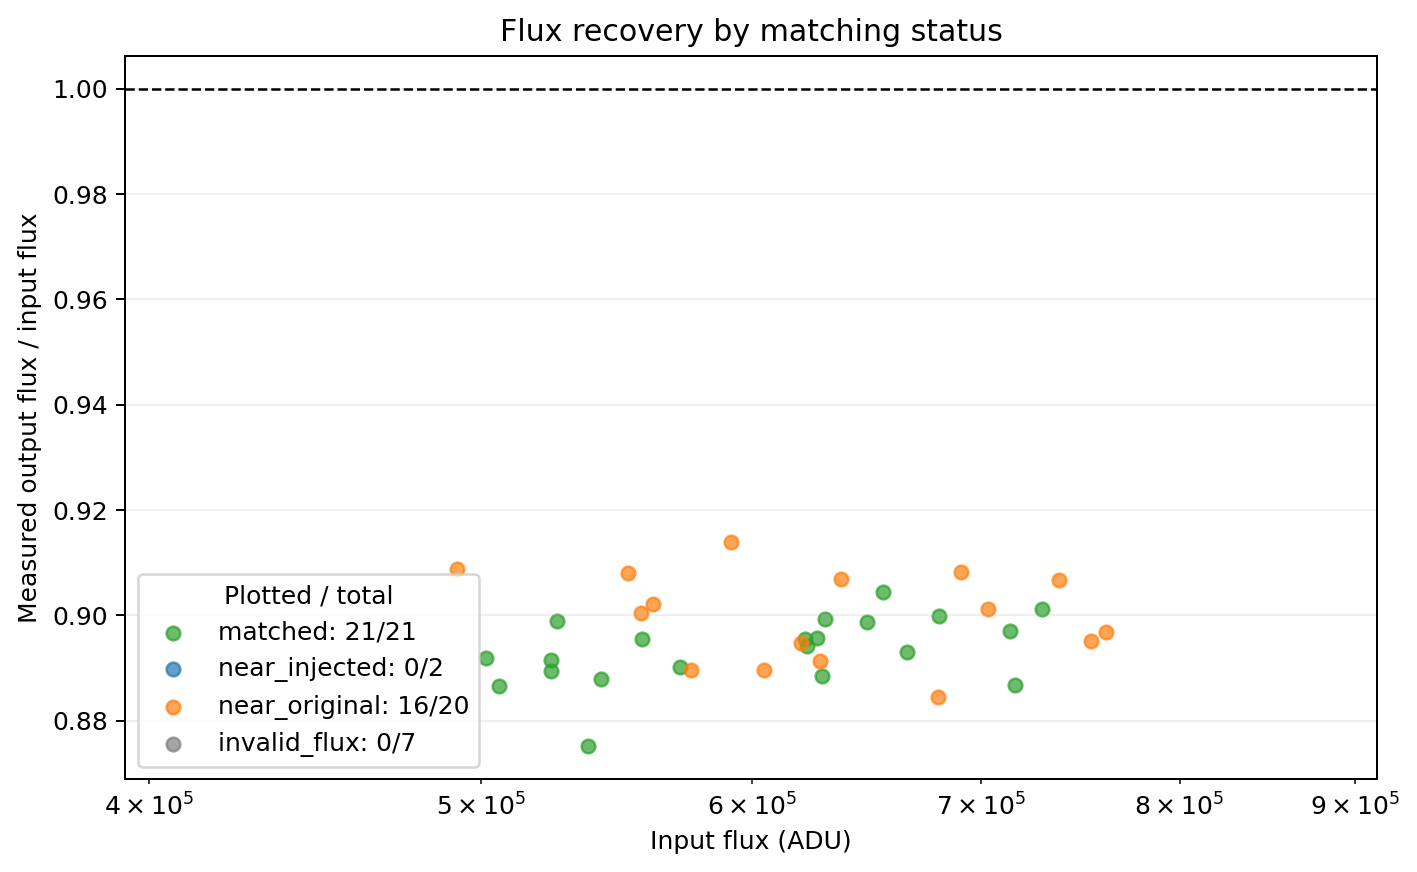 Flux recovery by matching status
Measured output flux / input flux
1.00
0.98
0.96
0.94
0.92
0.90
0.88
Plotted / total
matched: 21/21
near_injected: 0/2
near_original: 16/20
invalid_flux: 0/7
4 × 10⁵ 5 × 10⁵ 6 × 10⁵ 7 × 10⁵ 8 × 10⁵ 9 × 10⁵
Input flux (ADU)